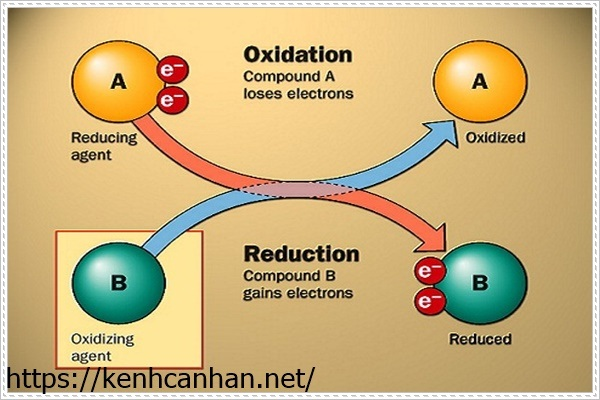 Oxidation
Compound A
loses electrons
A
e−
e−
Reducing
agent
A
Oxidized
B
Oxidizing
agent
Reduction
Compound B
gains electrons
e−
e−
B
Reduced
https://kenhcanhan.net/